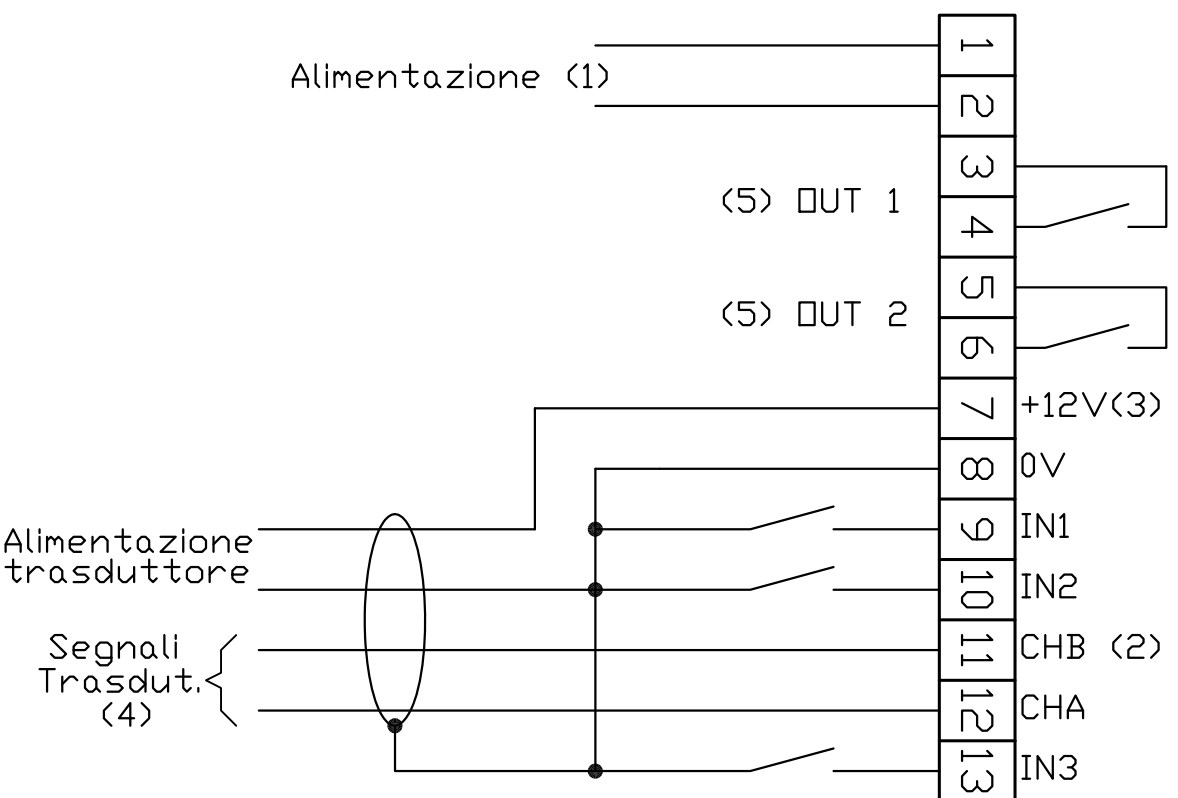 1
Alimentazione (1)
2
3
(5) OUT 1
4
5
(5) OUT 2
6
7 +12V(3)
8 0V
9 IN1
Alimentazione
trasduttore
10 IN2
Segnali
11 CHB (2)
Trasdut.
(4)
12 CHA
13 IN3